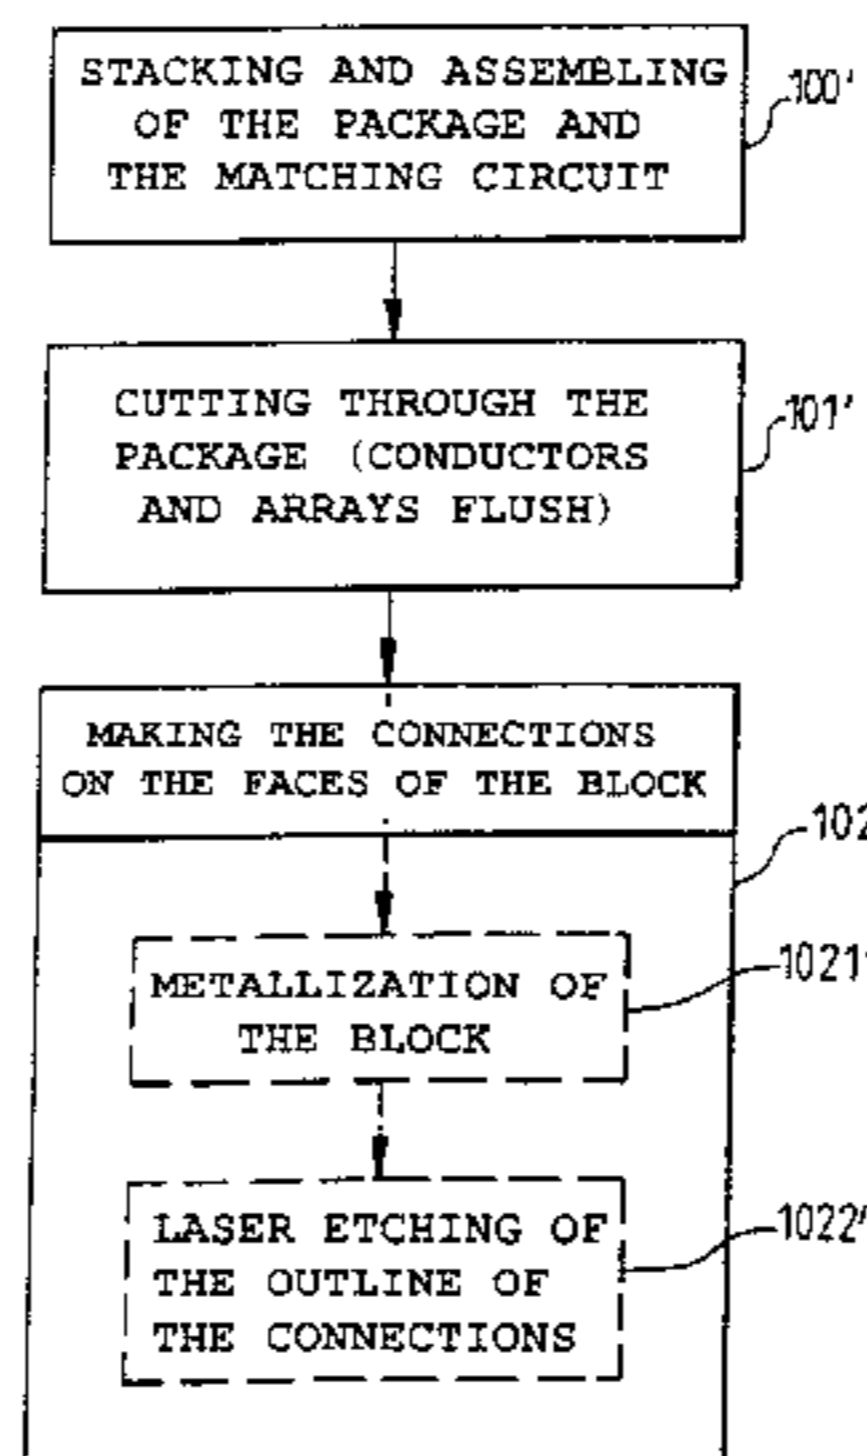 STACKING AND ASSEMBLING
OF THE PACKAGE AND
THE MATCHING CIRCUIT
100'
CUTTING THROUGH THE
PACKAGE (CONDUCTORS
AND ARRAYS FLUSH)
101'
MAKING THE CONNECTIONS
ON THE FACES OF THE BLOCK
102
METALLIZATION OF
THE BLOCK
1021'
LASER ETCHING OF
THE OUTLINE OF
THE CONNECTIONS
1022'